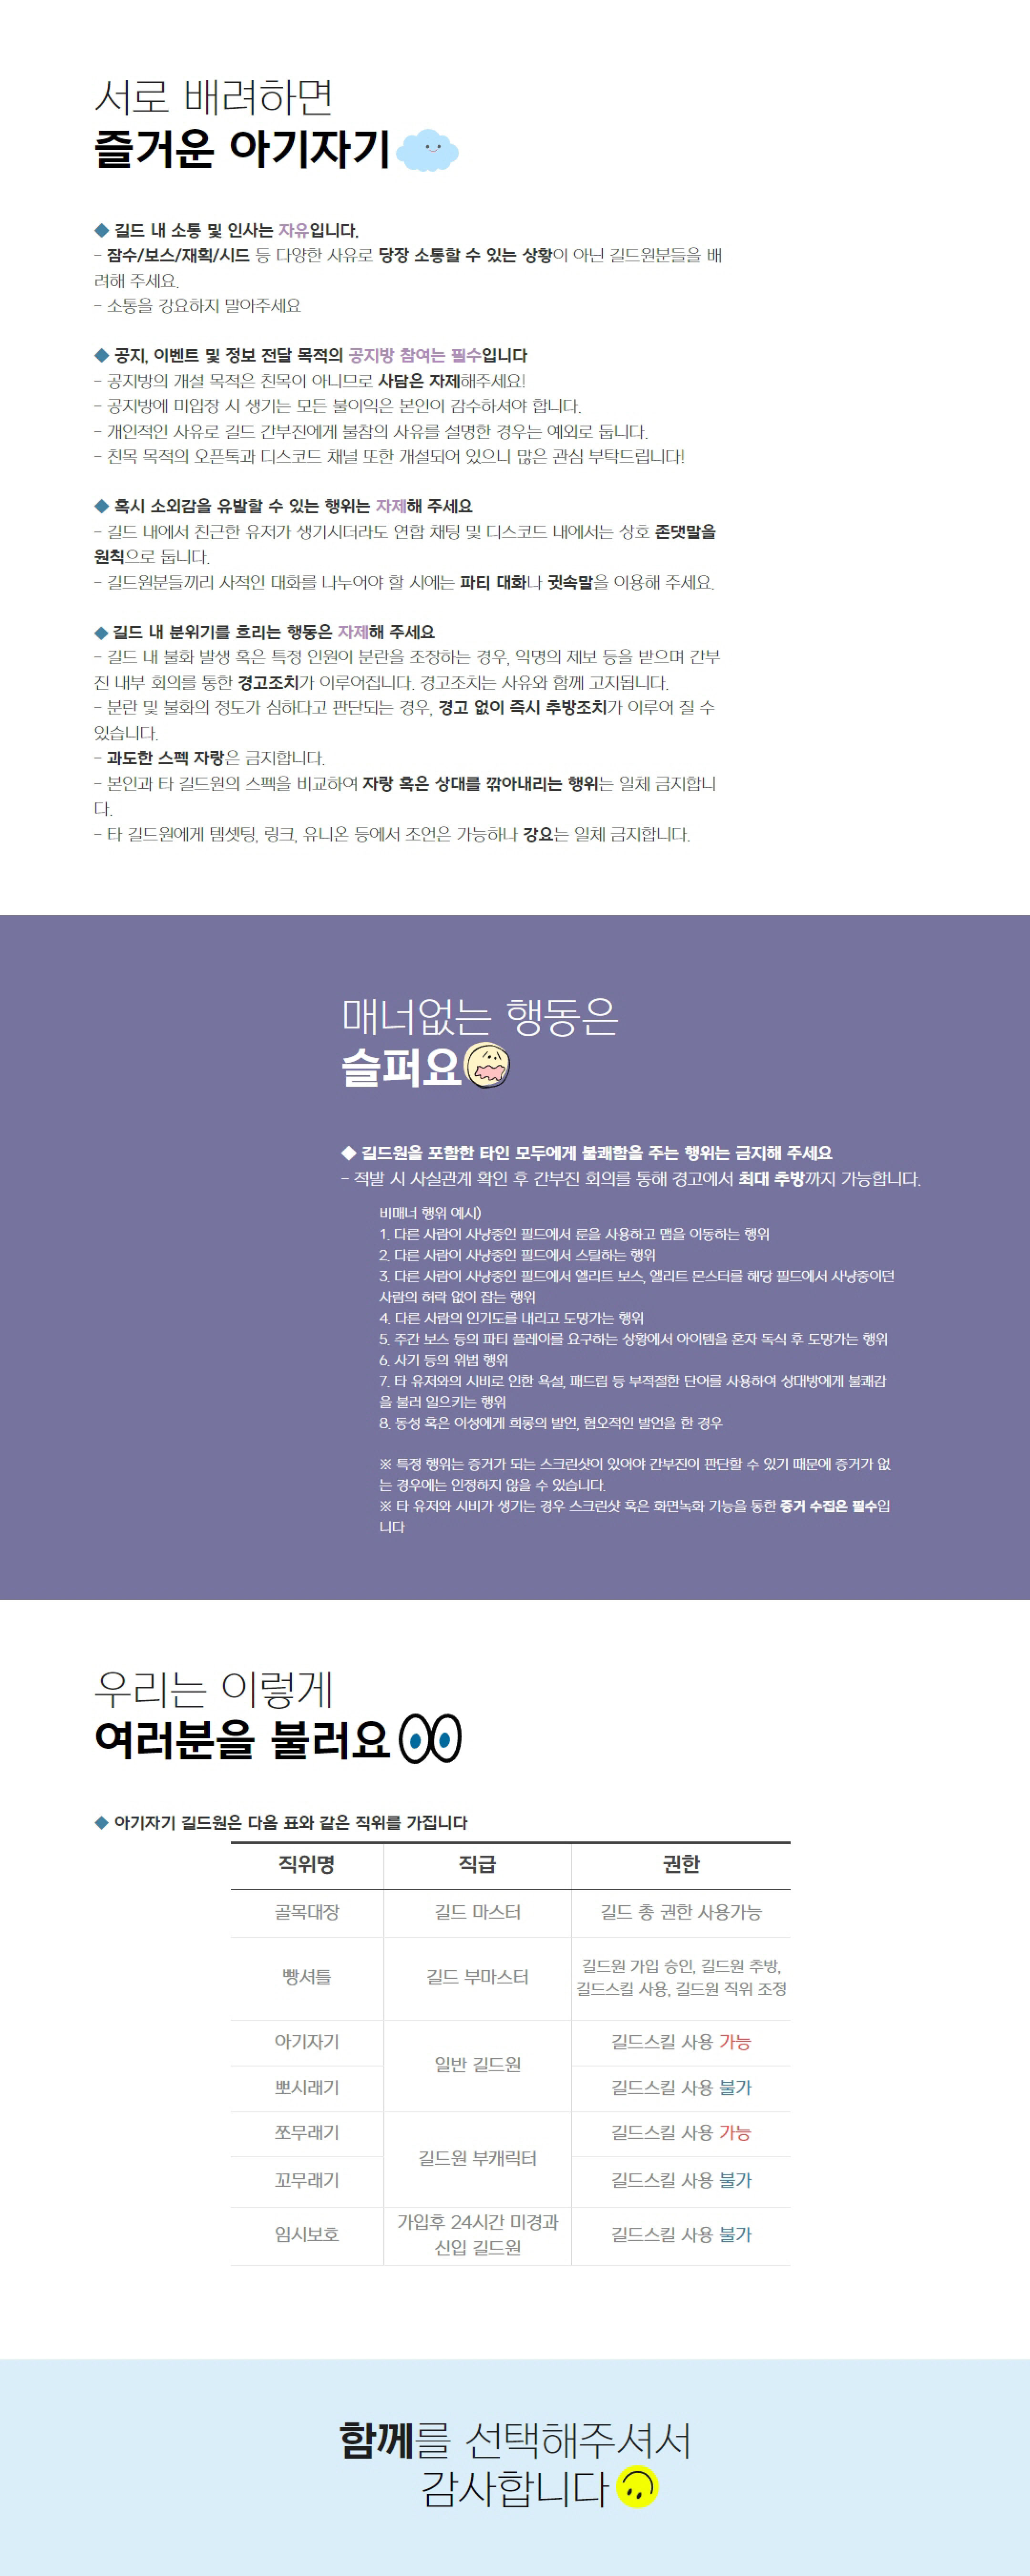 서로 배려하면
즐거운 아기자기
◆ 길드 내 소통 및 인사는 자유입니다.
- 잠수/보스/재획/시드 등 다양한 사유로 당장 소통할 수 있는 상황이 아닌 길드원분들을 배
려해 주세요.
- 소통을 강요하지 말아주세요
◆ 공지, 이벤트 및 정보 전달 목적의 공지방 참여는 필수입니다
- 공지방의 개설 목적은 친목이 아니므로 사담은 자제해주세요!
- 공지방에 미입장 시 생기는 모든 불이익은 본인이 감수하셔야 합니다.
- 개인적인 사유로 길드 간부진에게 불참의 사유를 설명한 경우는 예외로 둡니다.
- 친목 목적의 오픈톡과 디스코드 채널 또한 개설되어 있으니 많은 관심 부탁드립니다!
◆ 혹시 소외감을 유발할 수 있는 행위는 자제해 주세요
- 길드 내에서 친근한 유저가 생기시더라도 연합 채팅 및 디스코드 내에서는 상호 존댓말을
원칙으로 둡니다.
- 길드원분들끼리 사적인 대화를 나누어야 할 시에는 파티 대화나 귓속말을 이용해 주세요.
◆ 길드 내 분위기를 흐리는 행동은 자제해 주세요
- 길드 내 불화 발생 혹은 특정 인원이 분란을 조장하는 경우, 익명의 제보 등을 받으며 간부
진 내부 회의를 통한 경고조치가 이루어집니다. 경고조치는 사유와 함께 고지됩니다.
- 분란 및 불화의 정도가 심하다고 판단되는 경우, 경고 없이 즉시 추방조치가 이루어 질 수
있습니다.
- 과도한 스펙 자랑은 금지합니다.
- 본인과 타 길드원의 스펙을 비교하여 자랑 혹은 상대를 깎아내리는 행위는 일체 금지합니
다.
- 타 길드원에게 템셋팅, 링크, 유니온 등에서 조언은 가능하나 강요는 일체 금지합니다.
매너없는 행동은
슬퍼요
◆ 길드원을 포함한 타인 모두에게 불쾌함을 주는 행위는 금지해 주세요
- 적발 시 사실관계 확인 후 간부진 회의를 통해 경고에서 최대 추방까지 가능합니다.
비매너 행위 예시)
1. 다른 사람이 사냥중인 필드에서 룬을 사용하고 맵을 이동하는 행위
2. 다른 사람이 사냥중인 필드에서 스틸하는 행위
3. 다른 사람이 사냥중인 필드에서 엘리트 보스, 엘리트 몬스터를 해당 필드에서 사냥중이던
사람의 허락 없이 잡는 행위
4. 다른 사람의 인기도를 내리고 도망가는 행위
5. 주간 보스 등의 파티 플레이를 요구하는 상황에서 아이템을 혼자 독식 후 도망가는 행위
6. 사기 등의 위법 행위
7. 타 유저와의 시비로 인한 욕설, 패드립 등 부적절한 단어를 사용하여 상대방에게 불쾌감
을 불러 일으키는 행위
8. 동성 혹은 이성에게 희롱의 발언, 혐오적인 발언을 한 경우
※ 특정 행위는 증거가 되는 스크린샷이 있어야 간부진이 판단할 수 있기 때문에 증거가 없
는 경우에는 인정하지 않을 수 있습니다.
※ 타 유저와 시비가 생기는 경우 스크린샷 혹은 화면녹화 기능을 통한 증거 수집은 필수입
니다
우리는 이렇게
여러분을 불러요
◆ 아기자기 길드원은 다음 표와 같은 직위를 가집니다
직위명 직급 권한
골목대장 길드 마스터 길드 총 권한 사용가능
빵셔틀 길드 부마스터 길드원 가입 승인, 길드원 추방,
길드스킬 사용, 길드원 직위 조정
아기자기 일반 길드원 길드스킬 사용 가능
뽀시래기 길드스킬 사용 불가
쪼무래기 길드원 부캐릭터 길드스킬 사용 가능
꼬무래기 길드스킬 사용 불가
임시보호 가입후 24시간 미경과
신입 길드원 길드스킬 사용 불가
함께를 선택해주셔서
감사합니다